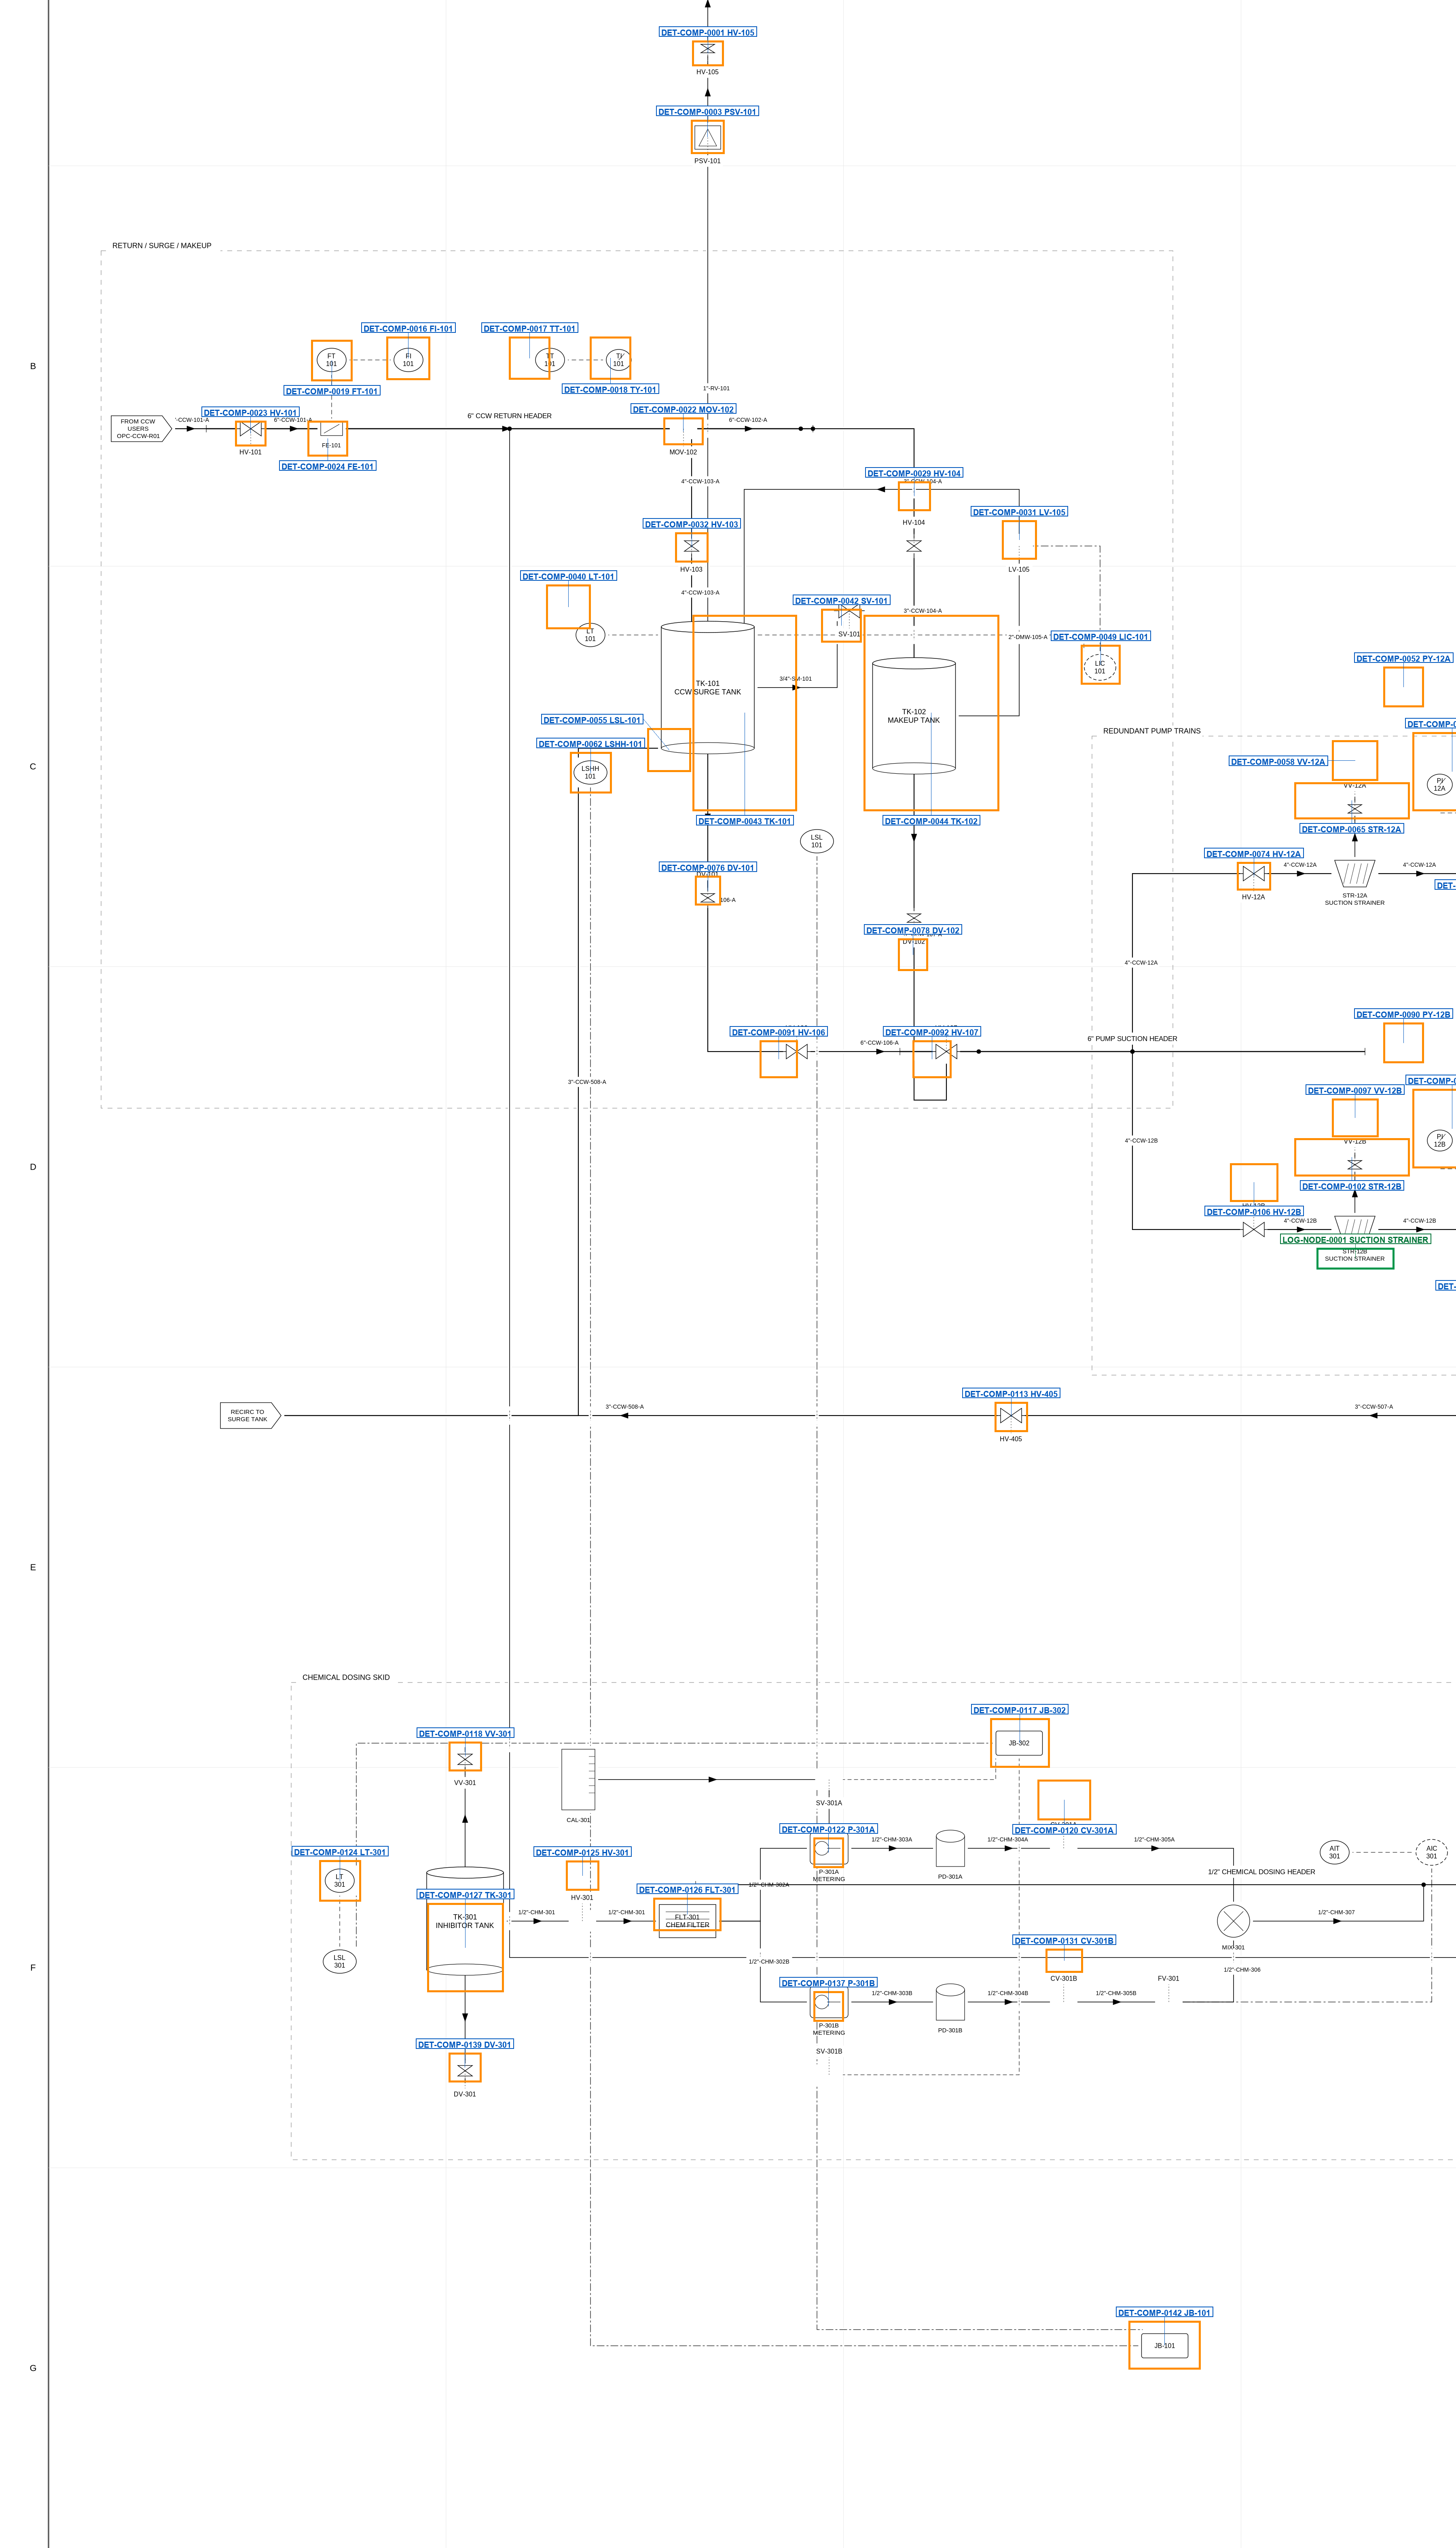 DET-COMP-0001 HV-105
HV-105
DET-COMP-0003 PSV-101
PSV-101
RETURN / SURGE / MAKEUP
DET-COMP-0016 FI-101
DET-COMP-0017 TT-101
FT
101
FI
101
TT
101
101
B
DET-COMP-0019 FT-101
DET-COMP-0018 TY-101
1"-RV-101
DET-COMP-0023 HV-101
DET-COMP-0022 MOV-102
FROM CCW
USERS
OPC-CCW-R01
"-CCW-101-A
6"-CCW-101-A
6" CCW RETURN HEADER
6"-CCW-102-A
HV-101
FE-101
MOV-102
DET-COMP-0024 FE-101
DET-COMP-0029 HV-104
4"-CCW-103-A
3"-CCW-104-A
DET-COMP-0031 LV-105
DET-COMP-0032 HV-103
HV-104
HV-103
LV-105
DET-COMP-0040 LT-101
4"-CCW-103-A
DET-COMP-0042 SV-101
3"-CCW-104-A
LT
101
SV-101
2"-DMW-105-A
DET-COMP-0049 LIC-101
LIC
101
DET-COMP-0052 PY-12A
3/4"-SM-101
TK-101
CCW SURGE TANK
TK-102
MAKEUP TANK
DET-COMP-0055 LSL-101
DET-COMP-0
REDUNDANT PUMP TRAINS
DET-COMP-0062 LSHH-101
DET-COMP-0058 VV-12A
C
LSHH
101
12A
VV-12A
DET-COMP-0043 TK-101
DET-COMP-0044 TK-102
DET-COMP-0065 STR-12A
LSL
101
DET-COMP-0074 HV-12A
DET-COMP-0076 DV-101
DV-101
4"-CCW-12A
4"-CCW-12A
DET-
106-A
HV-12A
STR-12A
SUCTION STRAINER
DET-COMP-0078 DV-102
DV-102
4"-CCW-12A
DET-COMP-0090 PY-12B
DET-COMP-0091 HV-106
DET-COMP-0092 HV-107
6"-CCW-106-A
6" PUMP SUCTION HEADER
3"-CCW-508-A
DET-COMP-0
DET-COMP-0097 VV-12B
4"-CCW-12B
12B
VV-12B
D
DET-COMP-0102 STR-12B
HV-12B
DET-COMP-0106 HV-12B
4"-CCW-12B
4"-CCW-12B
LOG-NODE-0001 SUCTION STRAINER
STR-12B
SUCTION STRAINER
DET-
DET-COMP-0113 HV-405
RECIRC TO
SURGE TANK
3"-CCW-508-A
3"-CCW-507-A
HV-405
E
CHEMICAL DOSING SKID
DET-COMP-0117 JB-302
DET-COMP-0118 VV-301
JB-302
VV-301
SV-301A
CAL-301
DET-COMP-0122 P-301A
DET-COMP-0120 CV-301A
1/2"-CHM-303A
1/2"-CHM-304A
1/2"-CHM-305A
DET-COMP-0124 LT-301
DET-COMP-0125 HV-301
AIT
301
AIC
301
P-301A
METERING
PD-301A
1/2" CHEMICAL DOSING HEADER
LT
301
1/2"-CHM-302A
DET-COMP-0127 TK-301
DET-COMP-0126 FLT-301
HV-301
1/2"-CHM-301
1/2"-CHM-301
1/2"-CHM-307
TK-301
INHIBITOR TANK
FLT-301
CHEM FILTER
DET-COMP-0131 CV-301B
MIX-301
LSL
301
1/2"-CHM-302B
F
1/2"-CHM-306
DET-COMP-0137 P-301B
CV-301B
FV-301
1/2"-CHM-303B
1/2"-CHM-304B
1/2"-CHM-305B
P-301B
METERING
PD-301B
DET-COMP-0139 DV-301
SV-301B
DV-301
DET-COMP-0142 JB-101
JB-101
G